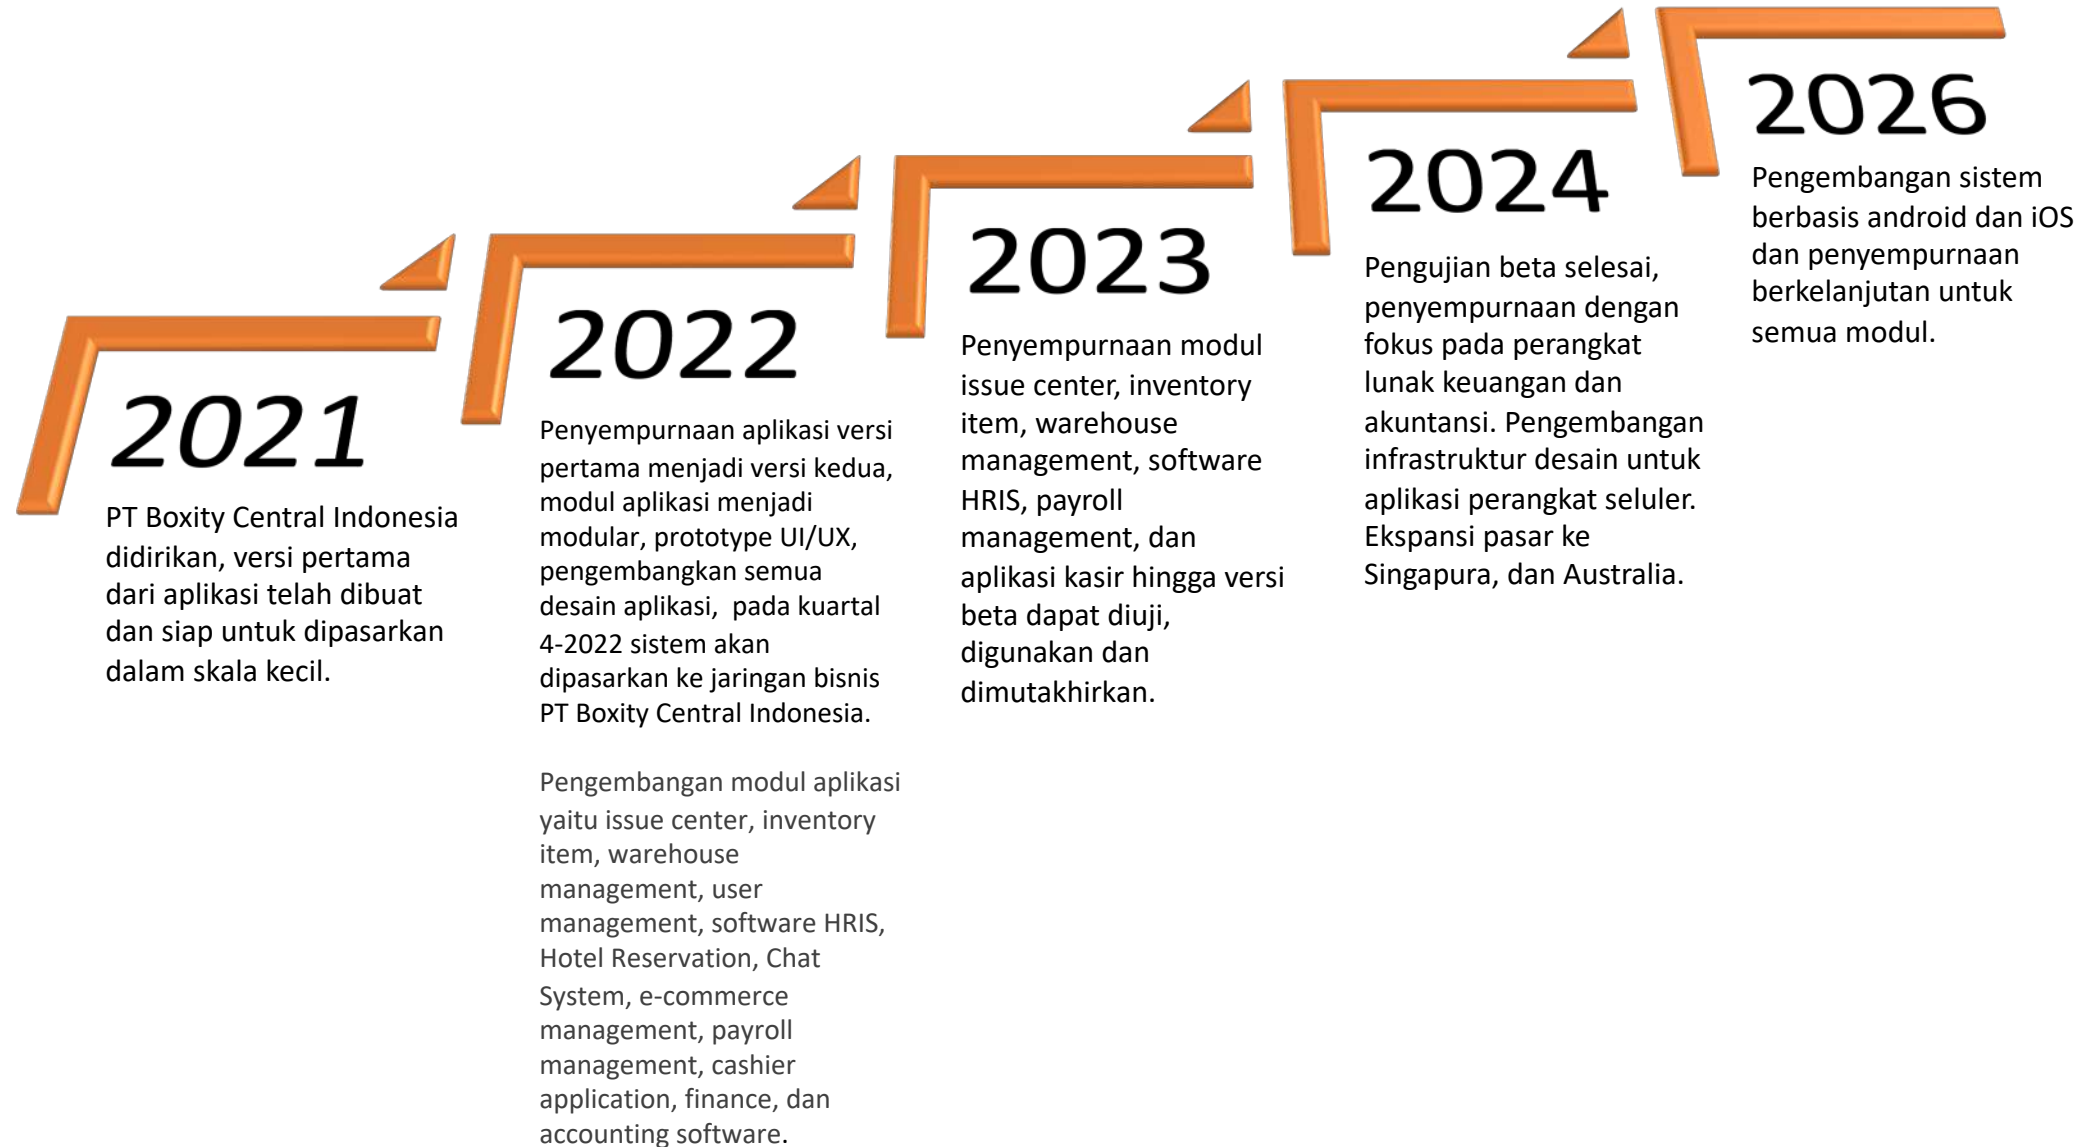 2021
PT Boxity Central Indonesia
didirikan, versi pertama
dari aplikasi telah dibuat
dan siap untuk dipasarkan
dalam skala kecil.
2022
Penyempurnaan aplikasi versi
pertama menjadi versi kedua,
modul aplikasi menjadi
modular, prototype UI/UX,
pengembangkan semua
desain aplikasi,  pada kuartal
4-2022 sistem akan
dipasarkan ke jaringan bisnis
PT Boxity Central Indonesia.
Pengembangan modul aplikasi
yaitu issue center, inventory
item, warehouse
management, user
management, software HRIS,
Hotel Reservation, Chat
System, e-commerce
management, payroll
management, cashier
application, finance, dan
accounting software.
2023
Penyempurnaan modul
issue center, inventory
item, warehouse
management, software
HRIS, payroll
management, dan
aplikasi kasir hingga versi
beta dapat diuji,
digunakan dan
dimutakhirkan.
2024
Pengujian beta selesai,
penyempurnaan dengan
fokus pada perangkat
lunak keuangan dan
akuntansi. Pengembangan
infrastruktur desain untuk
aplikasi perangkat seluler.
Ekspansi pasar ke
Singapura, dan Australia.
2026
Pengembangan sistem
berbasis android dan iOS
dan penyempurnaan
berkelanjutan untuk
semua modul.